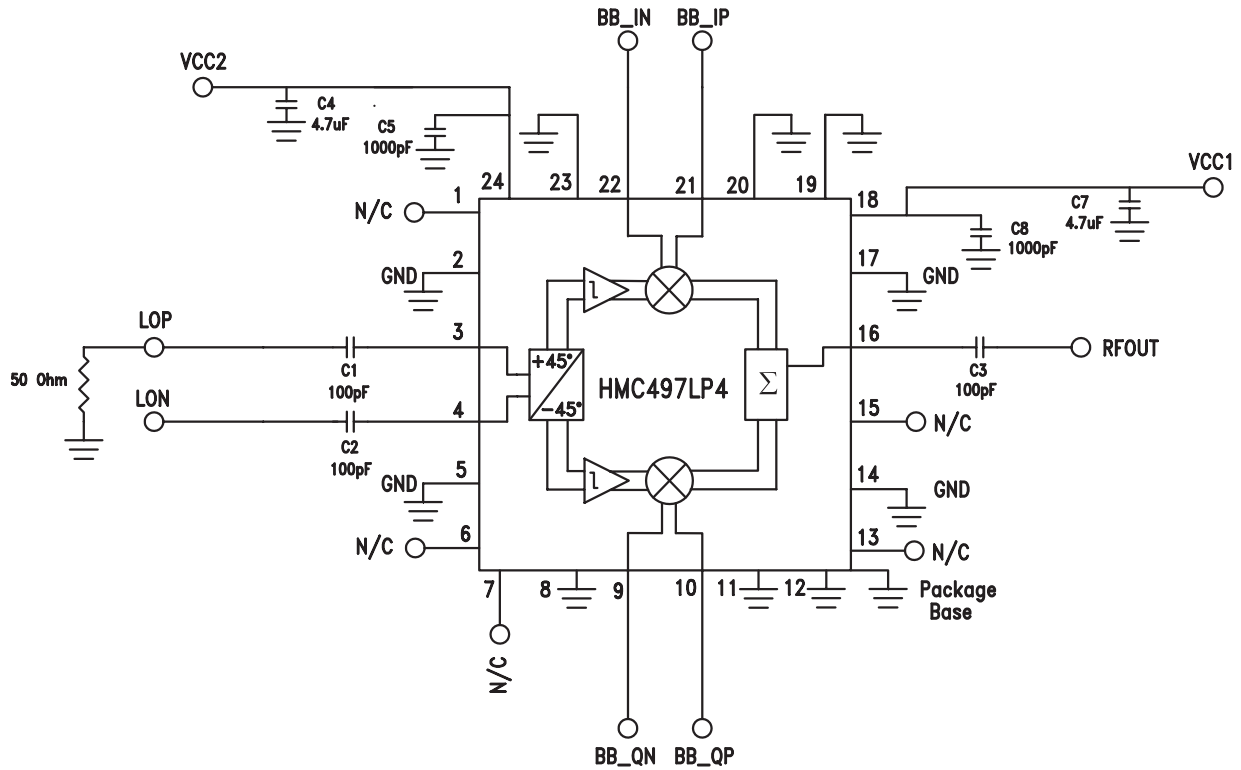 BB_IN
BB_IP
VCC2
C4
4.7uF
C5
1000pF
24
23
22
21
20
19
VCC1
1
N/C
18
C7
4.7uF
C8
1000pF
2
GND
17
GND
LOP
3
16
RFOUT
50 Ohm
C1
100pF
+45°
-45°
HMC497LP4
Σ
C3
100pF
LON
4
15
N/C
C2
100pF
5
GND
14
GND
6
N/C
13
N/C
7
8
9
10
11
12
Package
Base
N/C
BB_QN
BB_QP